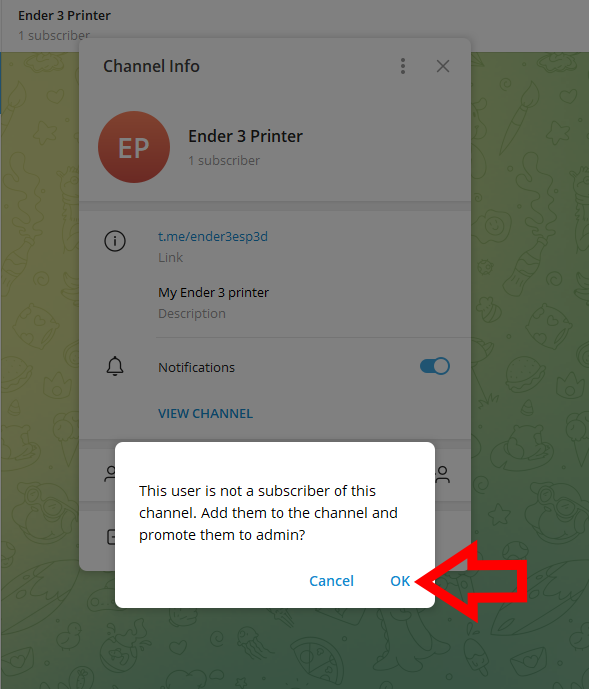 Ender 3 Printer
1 subscriber
Channel Info
EP
Ender 3 Printer
1 subscriber
t.me/ender3esp3d
Link
My Ender 3 printer
Description
Notifications
VIEW CHANNEL
This user is not a subscriber of this
channel. Add them to the channel and
promote them to admin?
Cancel
OK